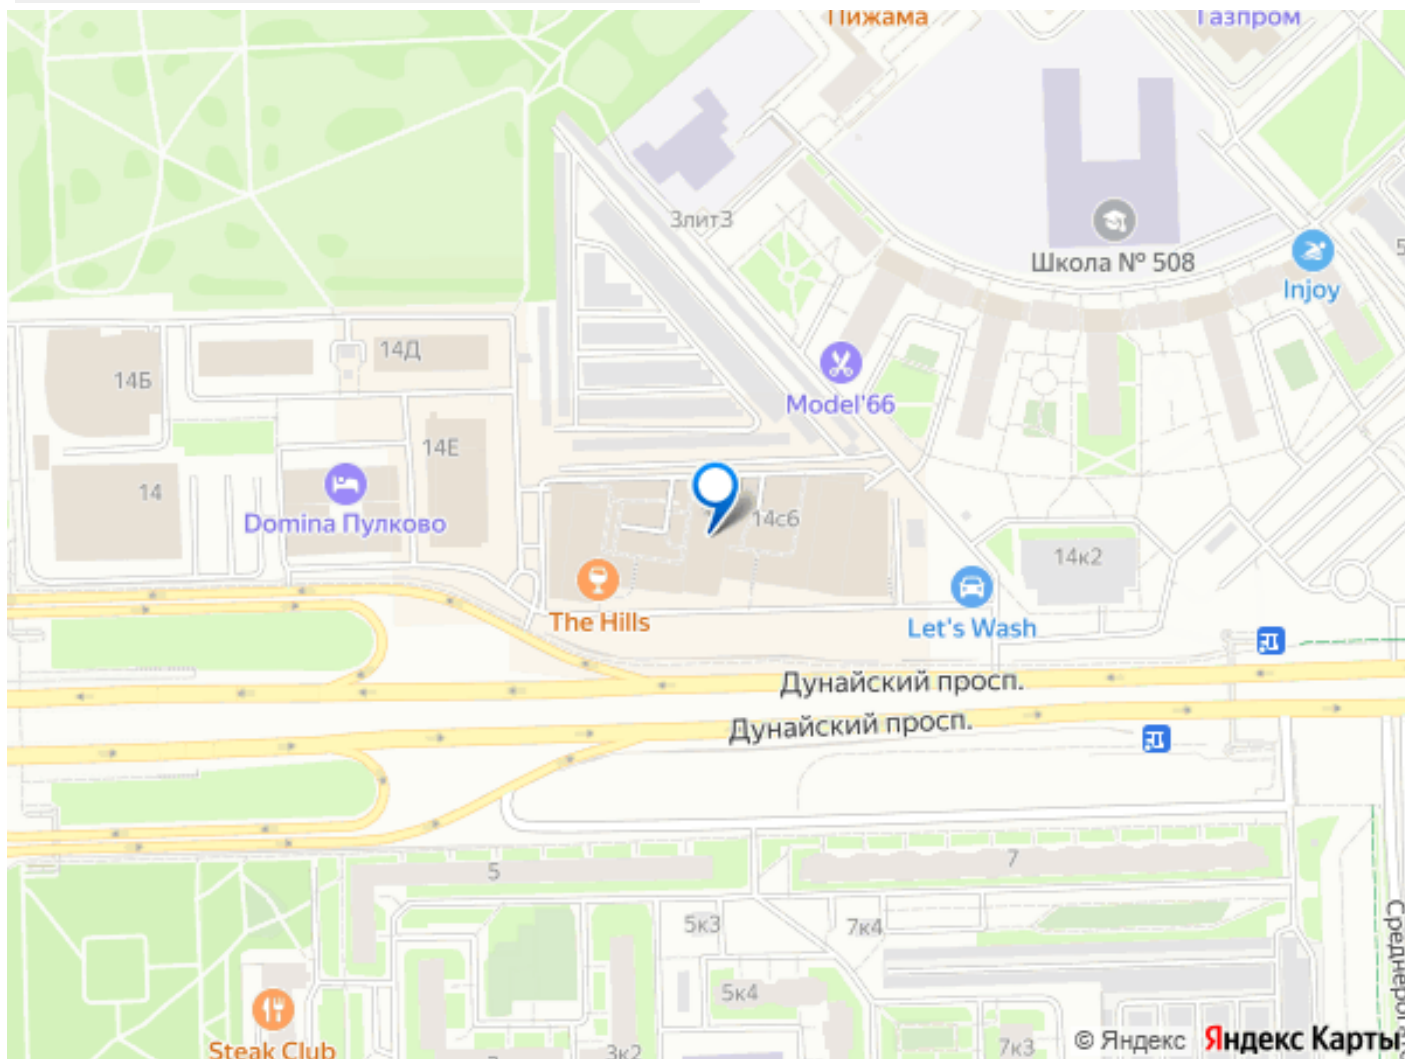 Пижама
Газпром
3лит3
Школа № 508
Injoy
14Д
14Б
Model'66
14Е
14
Domina Пулково
14с6
14к2
The Hills
Let's Wash
Дунайский просп.
Дунайский просп.
5
7
5к3
7к4
5к4
Steak Club
3к2
7к3
© Яндекс Яндекс Карты